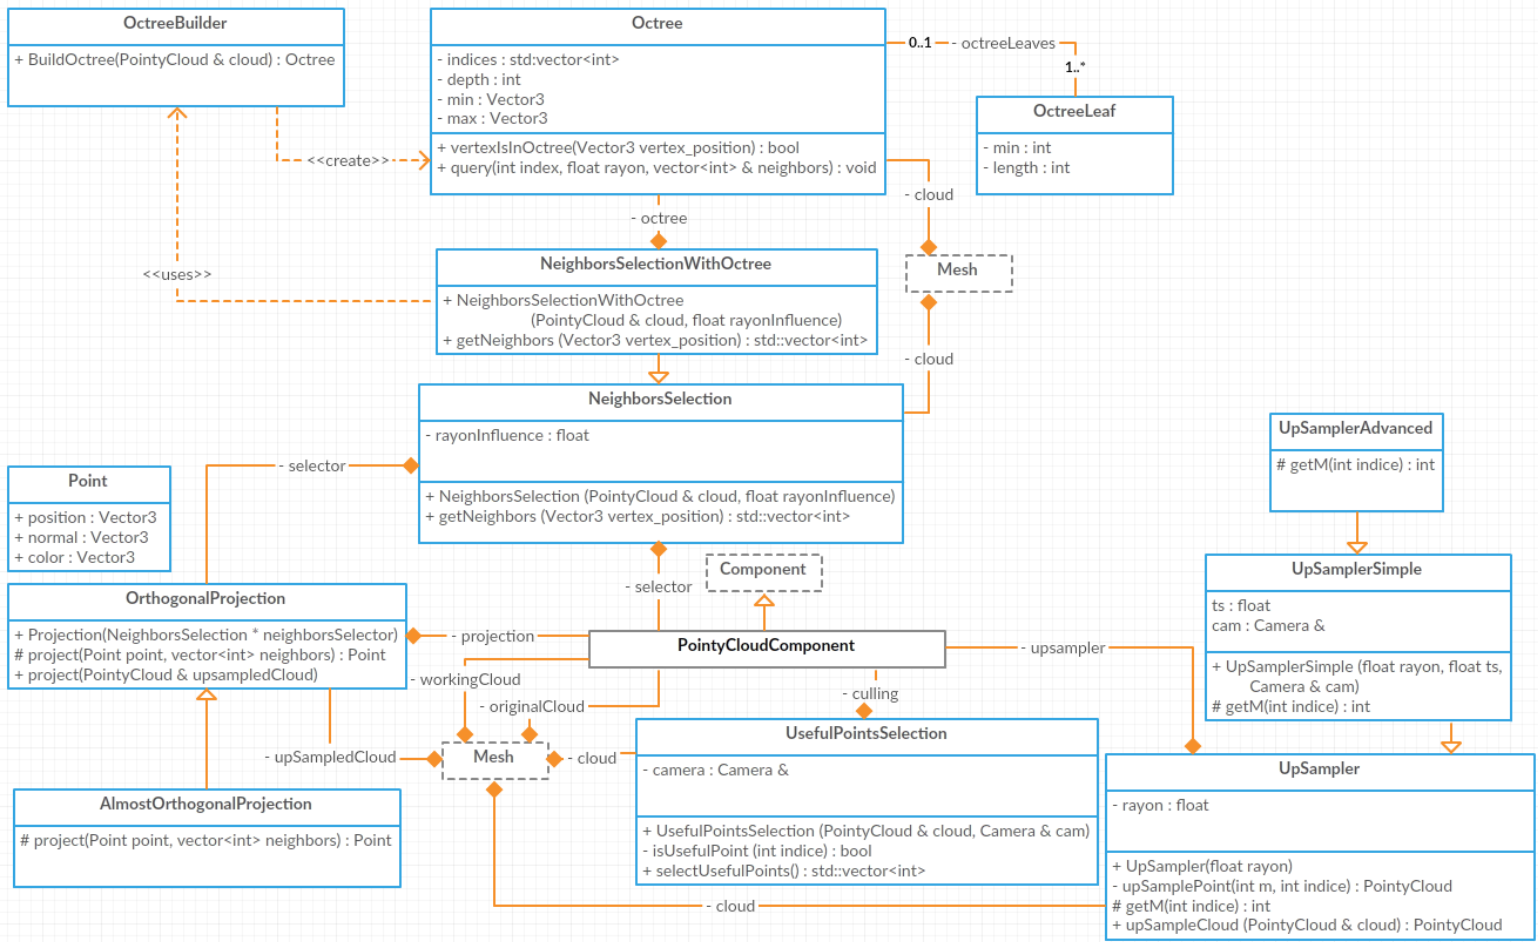 OctreeBuilder
+ BuildOctree(PointyCloud & cloud) : Octree
Octree
- indices : std:vector<int>
- depth : int
- min : Vector3
- max : Vector3
+ vertexIsInOctree(Vector3 vertex_position) : bool
+ query(int index, float rayon, vector<int> & neighbors) : void
0..1
- octreeLeaves
1..*
OctreeLeaf
- min : int
- length : int
<<create>>
- cloud
- octree
<<uses>>
NeighborsSelectionWithOctree
+ NeighborsSelectionWithOctree
(PointyCloud & cloud, float rayonInfluence)
+ getNeighbors (Vector3 vertex_position) : std::vector<int>
Mesh
- cloud
NeighborsSelection
- rayonInfluence : float
+ NeighborsSelection (PointyCloud & cloud, float rayonInfluence)
+ getNeighbors (Vector3 vertex_position) : std::vector<int>
- selector
Point
+ position : Vector3
+ normal : Vector3
+ color : Vector3
UpSamplerAdvanced
# getM(int indice) : int
- selector
Component
OrthogonalProjection
+ Projection(NeighborsSelection * neighborsSelector)
# project(Point point, vector<int> neighbors) : Point
+ project(PointyCloud & upsampledCloud)
- projection
PointyCloudComponent
- upsampler
UpSamplerSimple
ts : float
cam : Camera &
+ UpSamplerSimple (float rayon, float ts,
Camera & cam)
# getM(int indice) : int
- workingCloud
- originalCloud
- culling
- upSampledCloud
Mesh
- cloud
UsefulPointsSelection
- camera : Camera &
+ UsefulPointsSelection (PointyCloud & cloud, Camera & cam)
- isUsefulPoint (int indice) : bool
+ selectUsefulPoints() : std::vector<int>
AlmostOrthogonalProjection
# project(Point point, vector<int> neighbors) : Point
UpSampler
- rayon : float
+ UpSampler(float rayon)
- upSamplePoint(int m, int indice) : PointyCloud
# getM(int indice) : int
+ upSampleCloud (PointyCloud & cloud) : PointyCloud
- cloud